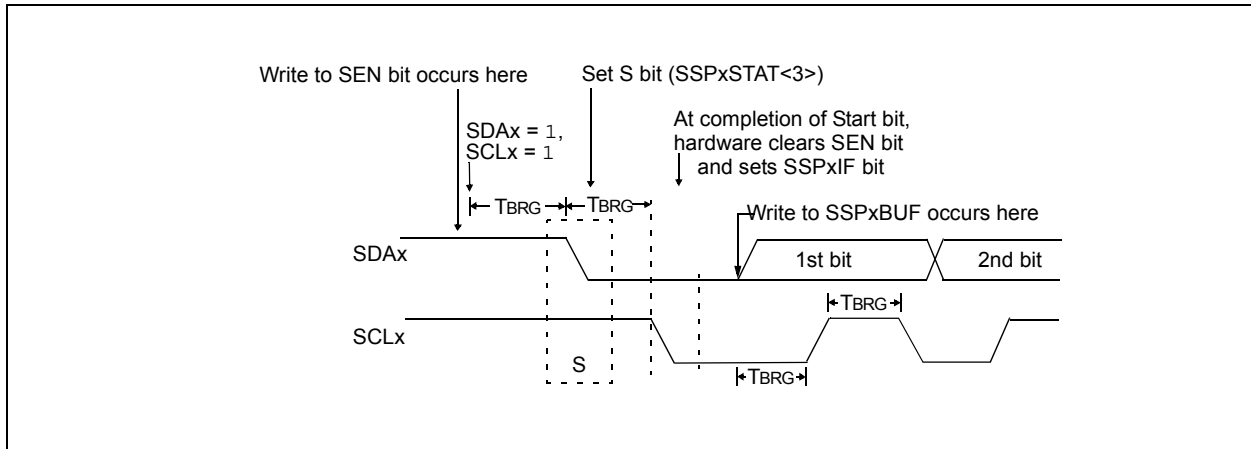 Write to SEN bit occurs here
Set S bit (SSPxSTAT<3>)
SDAx = 1,
SCLx = 1
At completion of Start bit,
hardware clears SEN bit
and sets SSPxIF bit
TBRG
TBRG
Write to SSPxBUF occurs here
SDAx
1st bit
2nd bit
TBRG
SCLx
S
TBRG